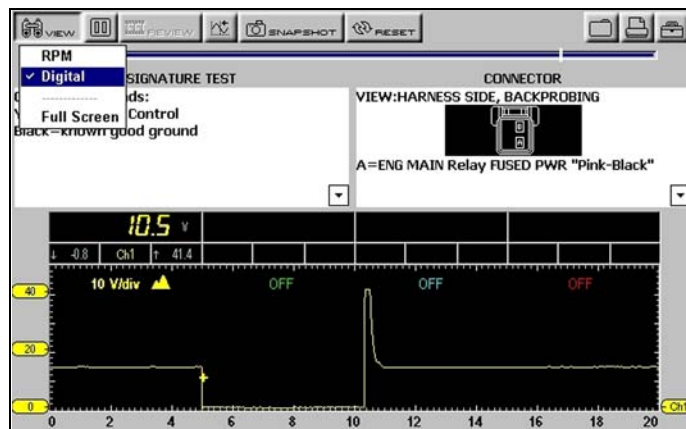 VIEW REVIEW SNAPSHOT RESET
RPM
✓ Digital
Full Screen
SIGNATURE TEST
CONNECTOR
nds:
Control
Black=known good ground
VIEW:HARNESS SIDE, BACKPROBING
B
A
A=ENG MAIN Relay FUSED PWR "Pink-Black"
10.5 V
↓ -0.8 Ch1 ↑ 41.4
10 V/div OFF OFF OFF
40
20
0
Ch1
0 2 4 6 8 10 12 14 16 18 20